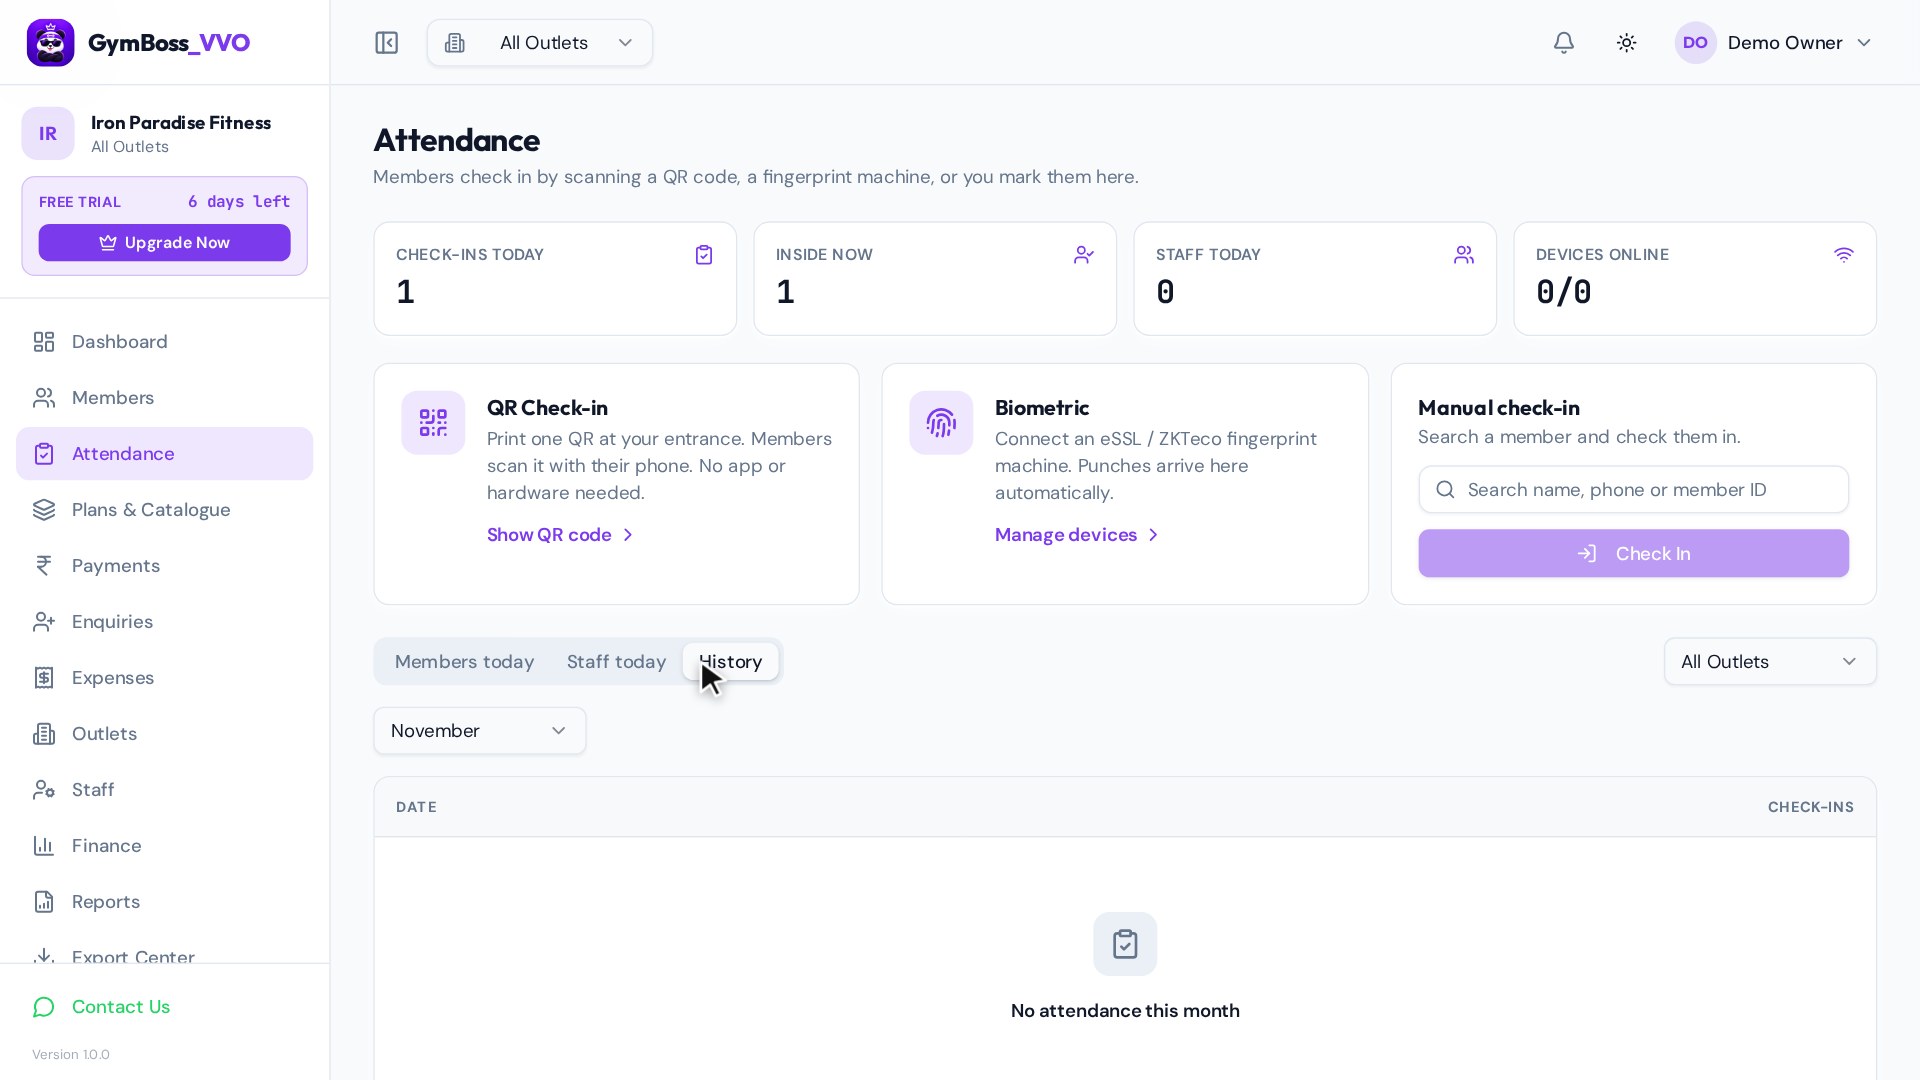 GymBoss_VVO
All Outlets
DO
Demo Owner
IR
Iron Paradise Fitness
All Outlets
FREE TRIAL
6 days left
Upgrade Now
Dashboard
Members
Attendance
Plans & Catalogue
Payments
Enquiries
Expenses
Outlets
Staff
Finance
Reports
Export Center
Contact Us
Version 1.0.0
Attendance
Members check in by scanning a QR code, a fingerprint machine, or you mark them here.
CHECK-INS TODAY
1
INSIDE NOW
1
STAFF TODAY
0
DEVICES ONLINE
0/0
QR Check-in
Print one QR at your entrance. Members
scan it with their phone. No app or
hardware needed.
Show QR code
Biometric
Connect an eSSL / ZKTeco fingerprint
machine. Punches arrive here
automatically.
Manage devices
Manual check-in
Search a member and check them in.
Search name, phone or member ID
Check In
Members today
Staff today
History
All Outlets
November
DATE
CHECK-INS
No attendance this month